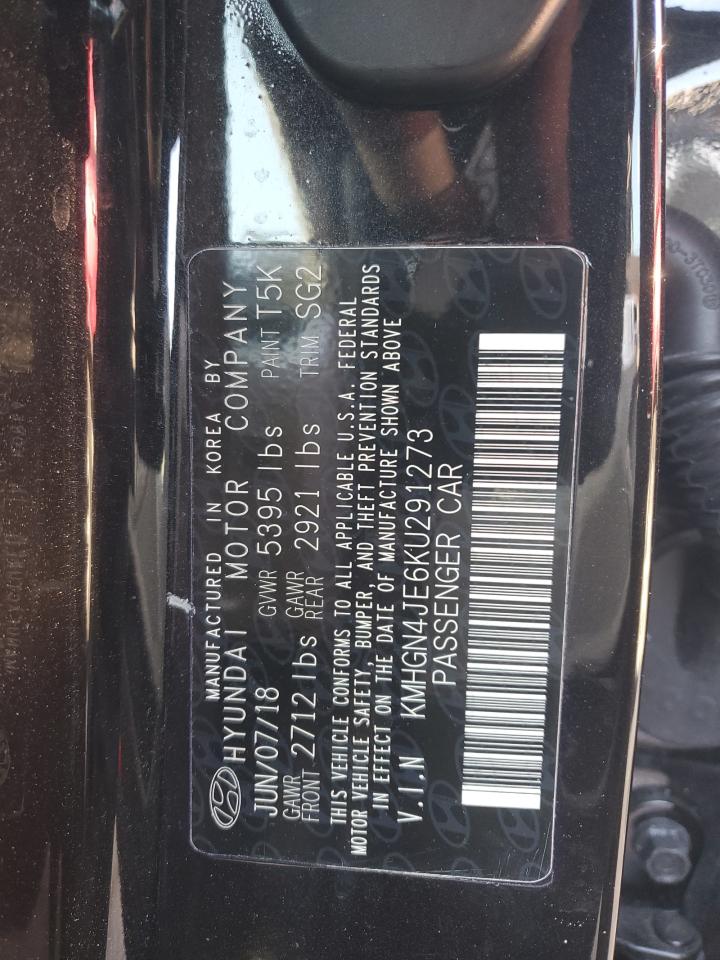 MANUFACTURED IN KOREA BY
HYUNDAI MOTOR COMPANY
JUN/07/18 GVWR 5395 lbs PAINT T5K
GAWR FRONT 2712 lbs GAWR REAR 2921 lbs TRIM SG2
THIS VEHICLE CONFORMS TO ALL APPLICABLE U.S.A. FEDERAL
MOTOR VEHICLE SAFETY, BUMPER, AND THEFT PREVENTION STANDARDS
IN EFFECT ON THE DATE OF MANUFACTURE SHOWN ABOVE
V.I.N KMHGN4JE6KU291273
PASSENGER CAR